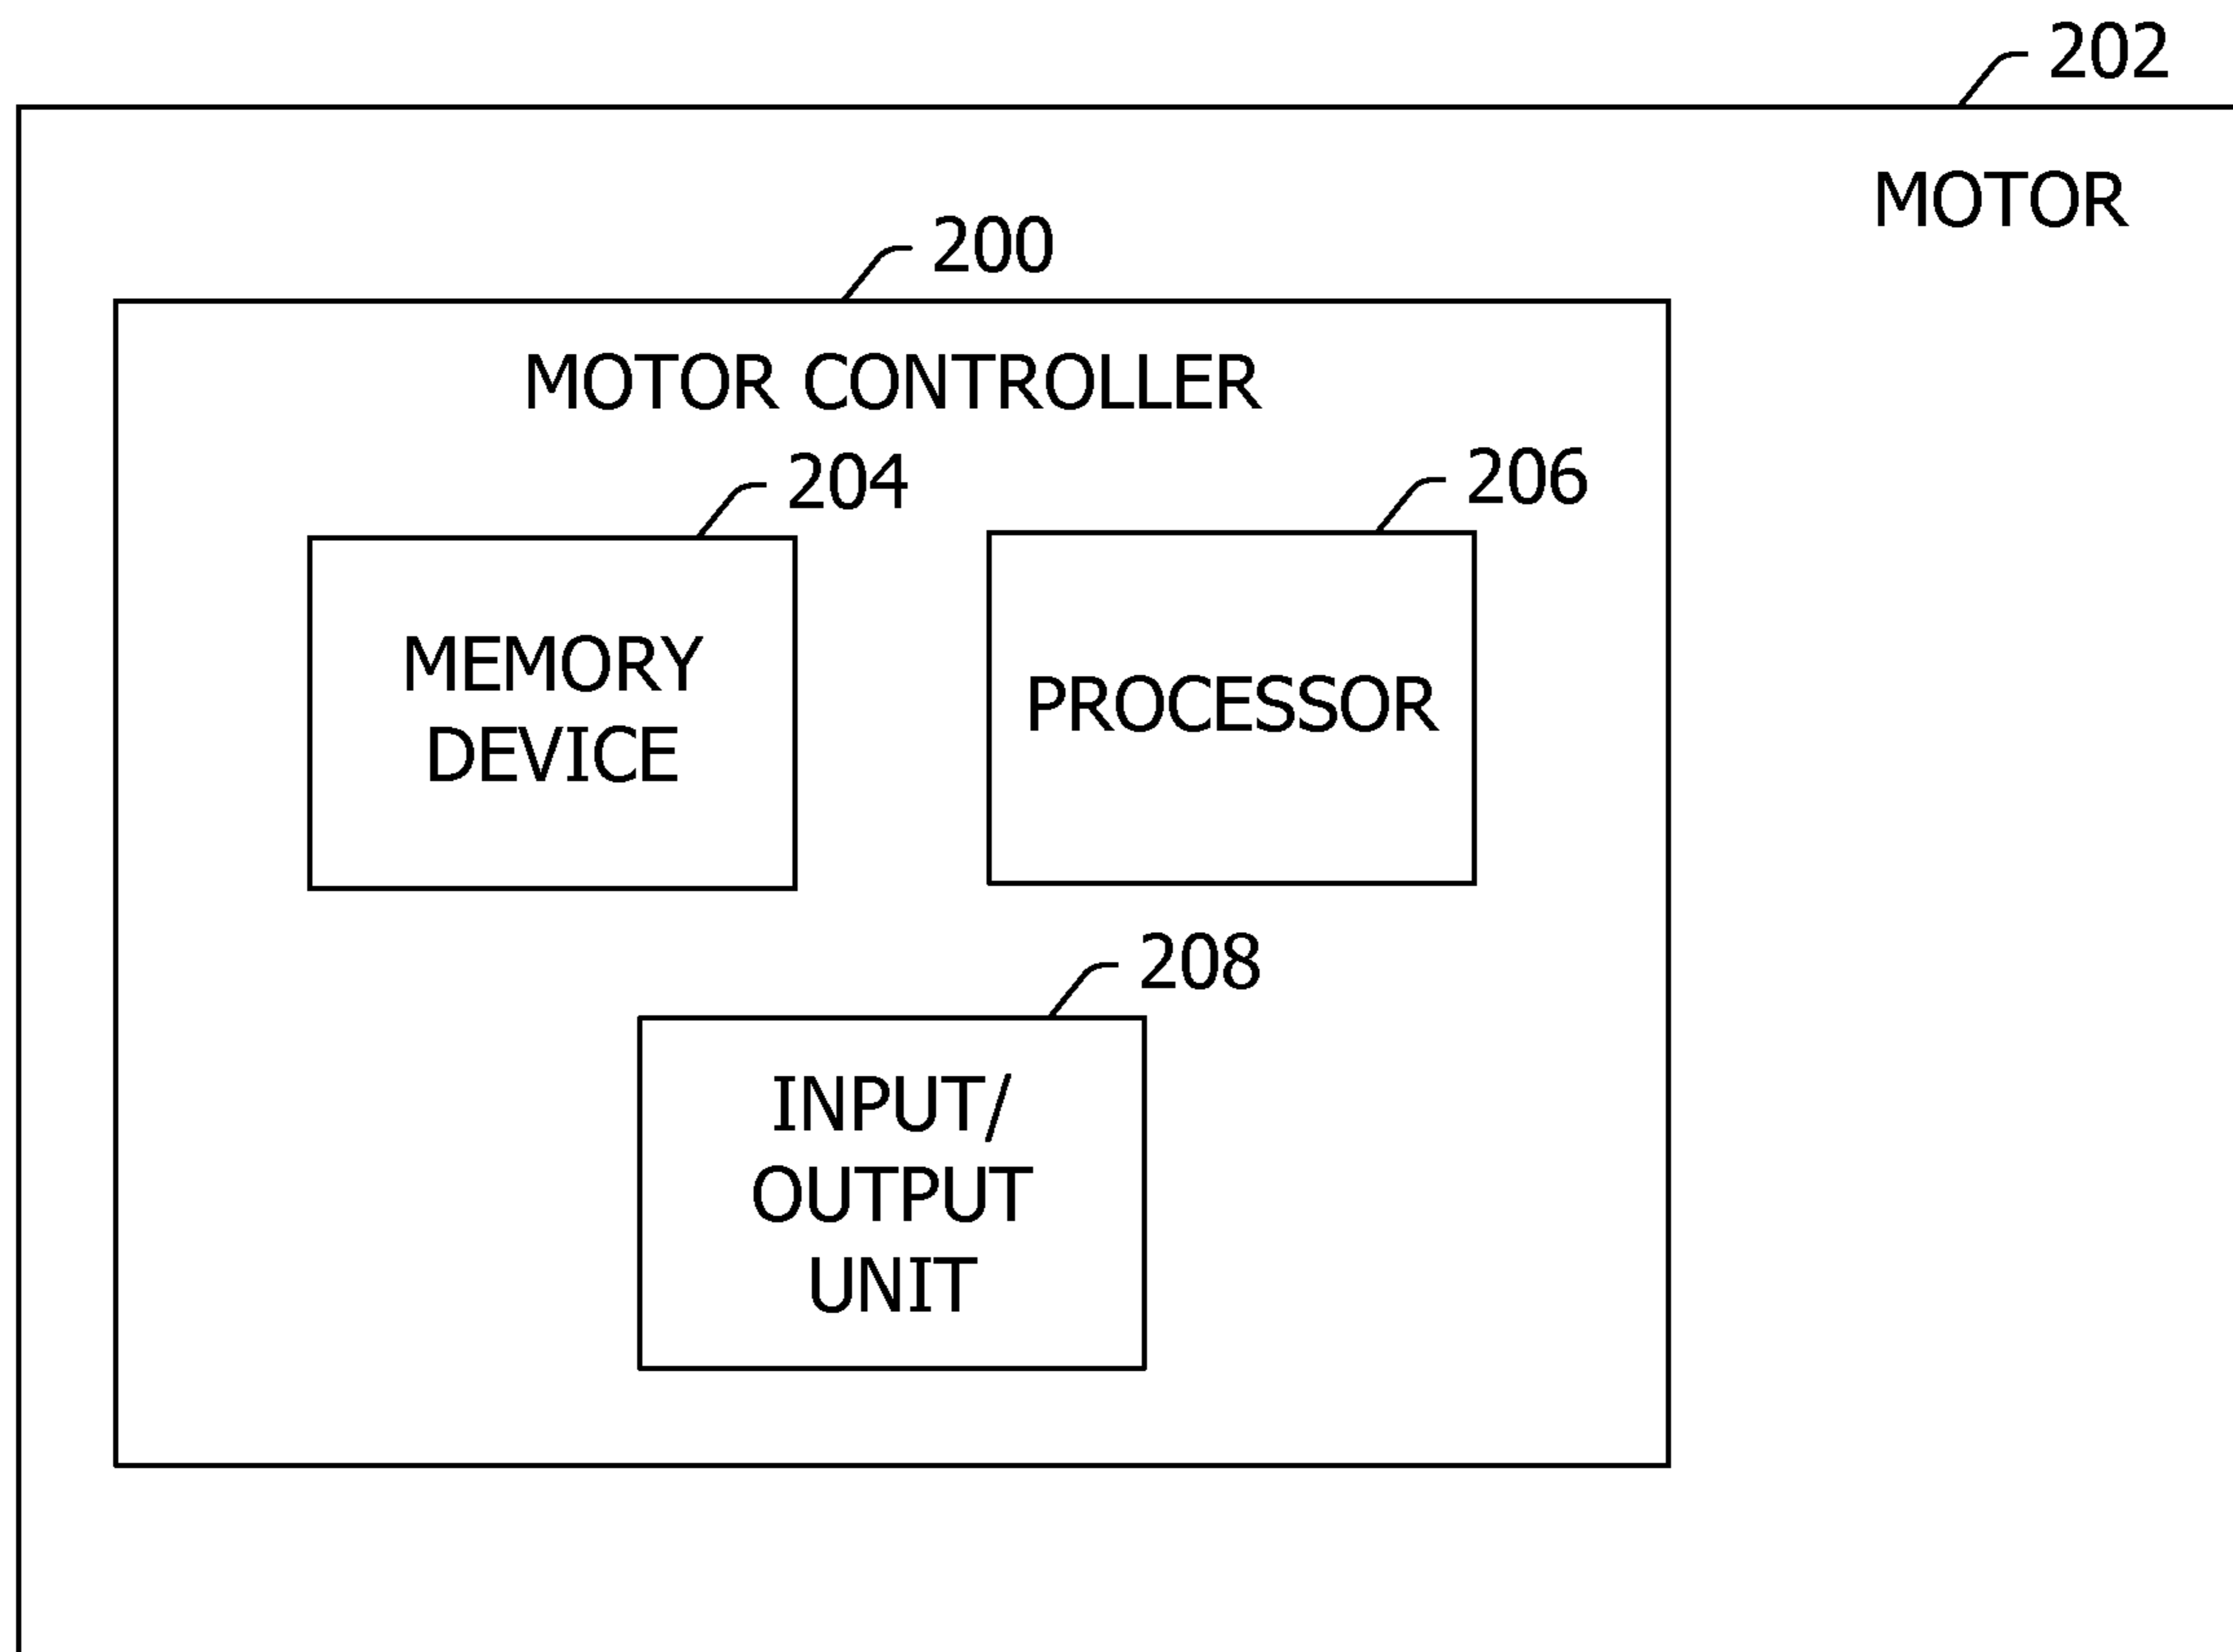 202
MOTOR
200
MOTOR CONTROLLER
204
206
MEMORY
DEVICE
PROCESSOR
208
INPUT/
OUTPUT
UNIT